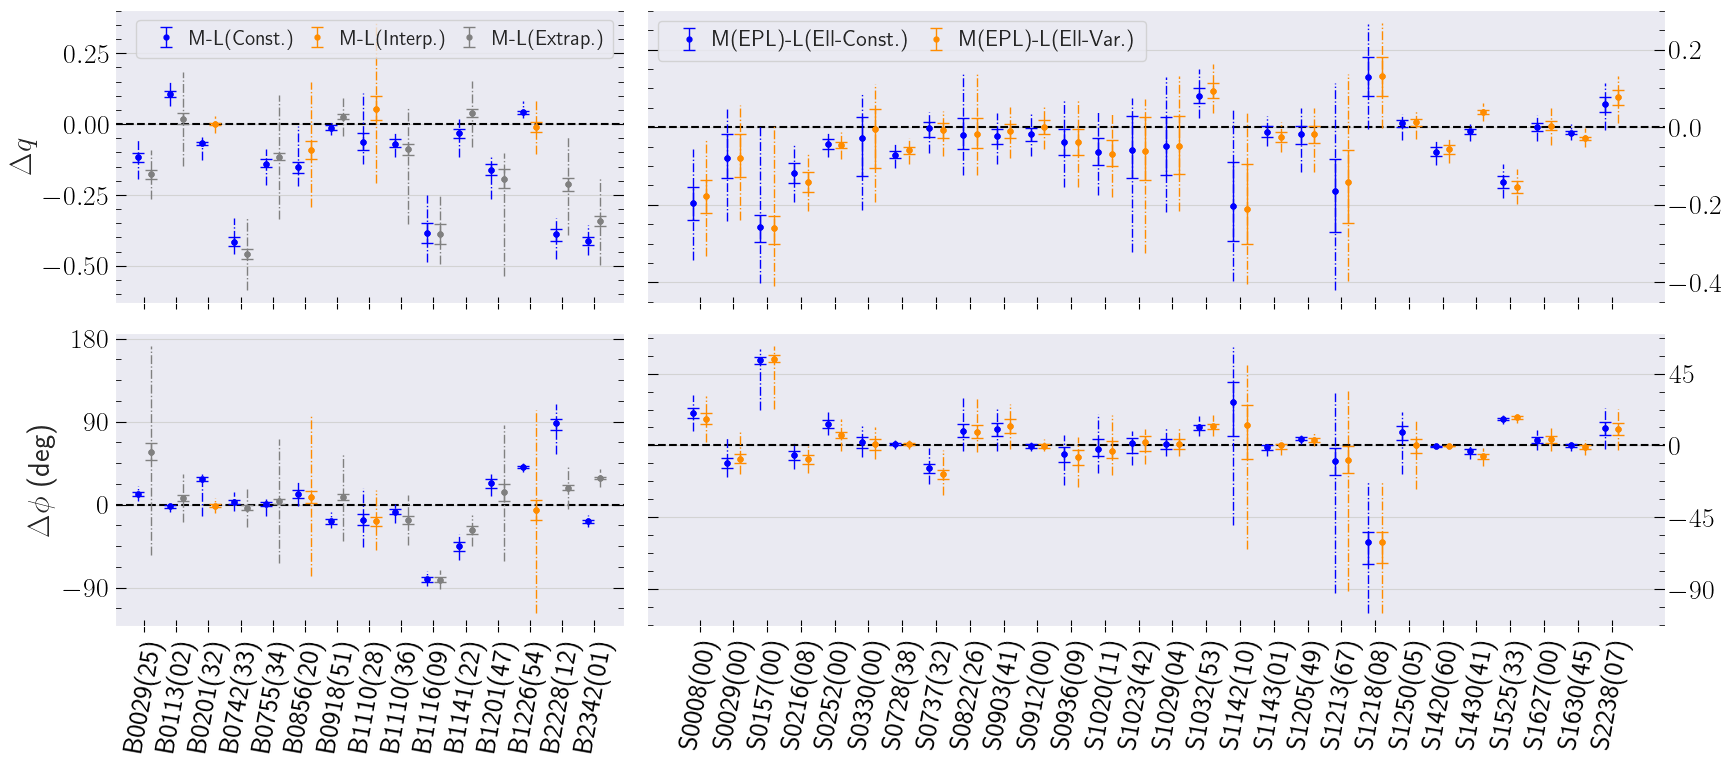 M-L(Const.) M-L(Interp.) M-L(Extrap.)
M(EPL)-L(Ell-Const.) M(EPL)-L(Ell-Var.)
Δq
0.25
0.00
−0.25
−0.50
0.2
0.0
−0.2
−0.4
Δϕ (deg)
180
90
0
−90
45
0
−45
−90
B0029(25) B0113(02) B0201(32) B0742(33) B0755(34) B0856(20) B0918(51) B1110(28) B1110(36) B1116(09) B1141(22) B1201(47) B1226(54) B2228(12) B2342(01)
S0008(00) S0029(00) S0157(00) S0216(08) S0252(00) S0330(00) S0728(38) S0737(32) S0822(26) S0903(41) S0912(00) S0936(09) S1020(11) S1023(42) S1029(04) S1032(53) S1142(10) S1143(01) S1205(49) S1213(67) S1218(08) S1250(05) S1420(60) S1430(41) S1525(33) S1627(00) S1630(45) S2238(07)